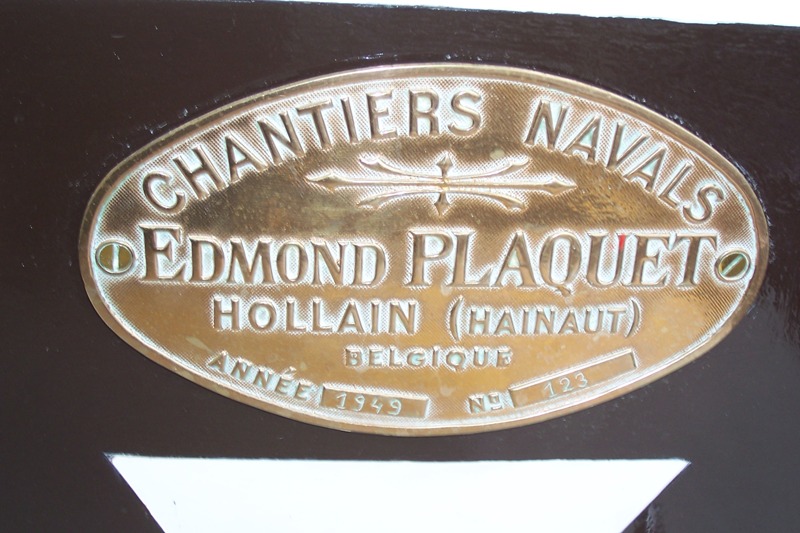 CHANTIERS NAVALS
EDMOND PLAQUET
HOLLAIN (HAINAUT)
BELGIQUE
ANNÉE 1949 No 123